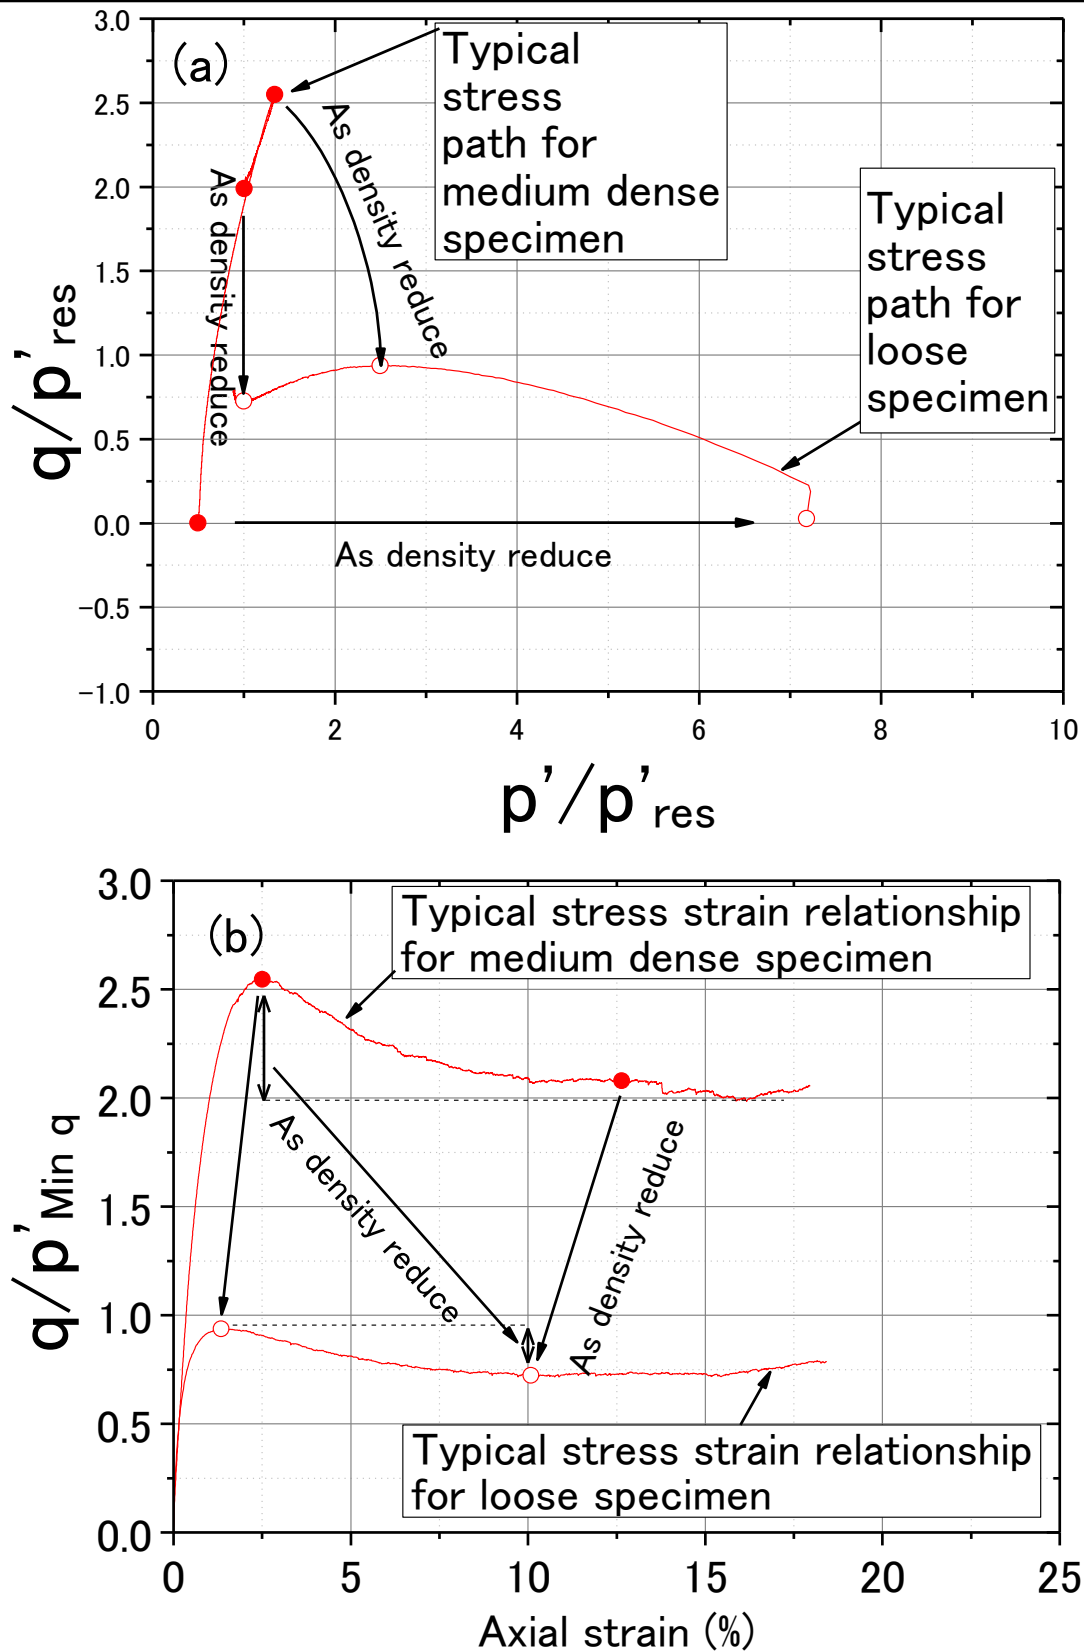 (a)
Typical
stress
path for
medium dense
specimen
Typical
stress
path for
loose
specimen
As density reduce
As density reduce
As density reduce
3.0
2.5
2.0
1.5
1.0
0.5
0.0
−0.5
−1.0
q/p'res
0 2 4 6 8 10
p'/p'res
(b)
Typical stress strain relationship
for medium dense specimen
As density reduce
As density reduce
Typical stress strain relationship
for loose specimen
3.0
2.5
2.0
1.5
1.0
0.5
0.0
q/p'Min q
0 5 10 15 20 25
Axial strain (%)